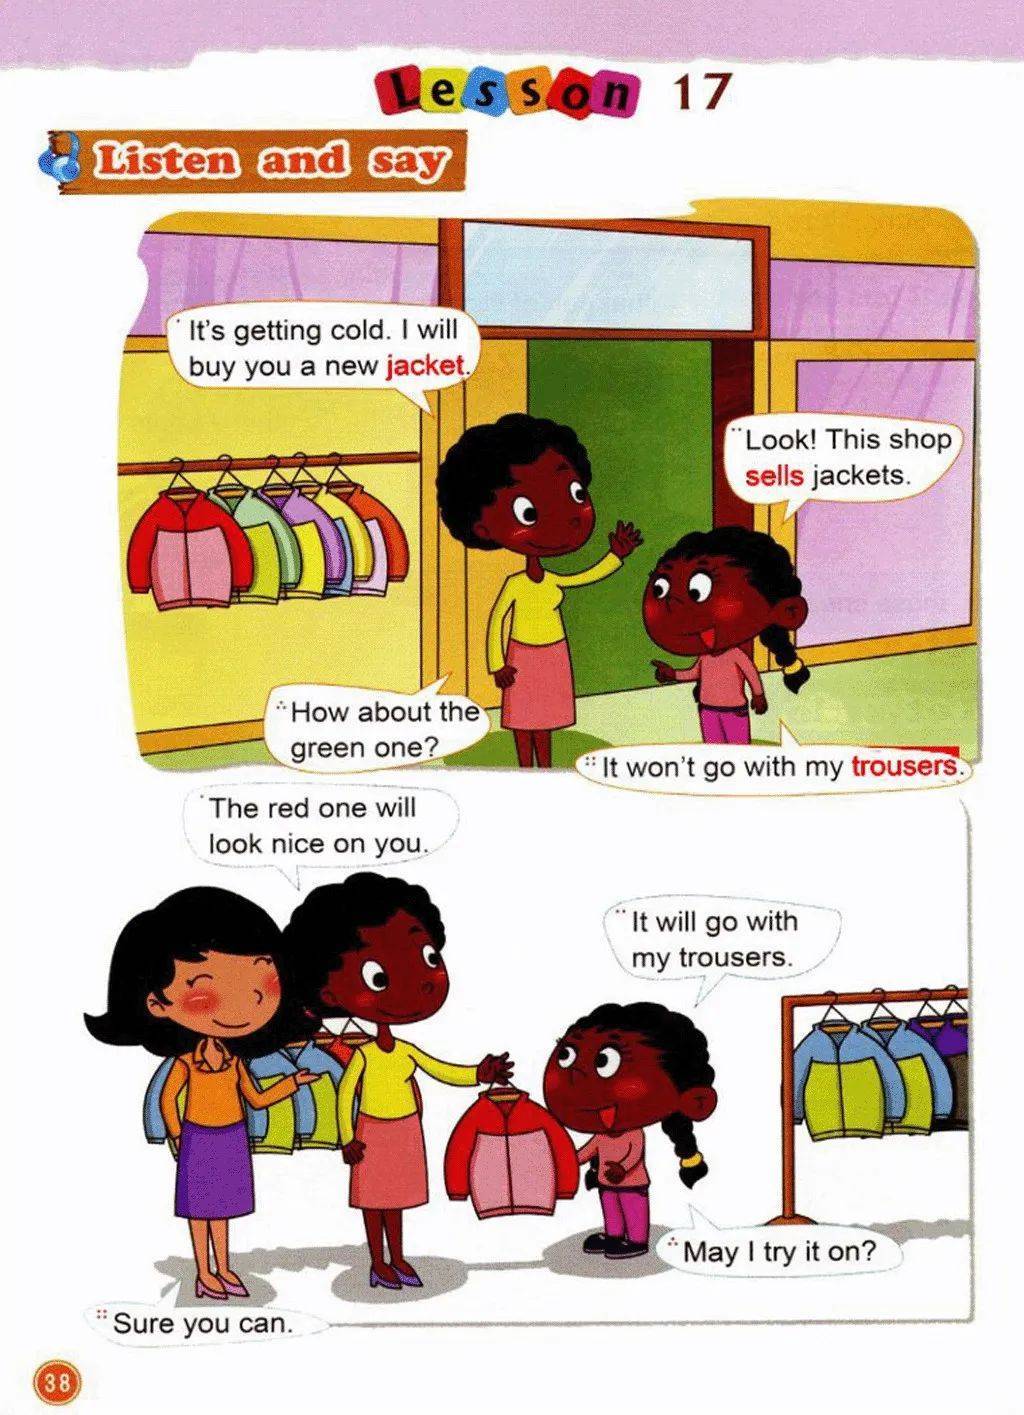 Lesson 17
Listen and say
It's getting cold. I will
buy you a new jacket.
Look! This shop
sells jackets.
How about the
green one?
It won't go with my trousers.
The red one will
look nice on you.
It will go with
my trousers.
May I try it on?
Sure you can.
38